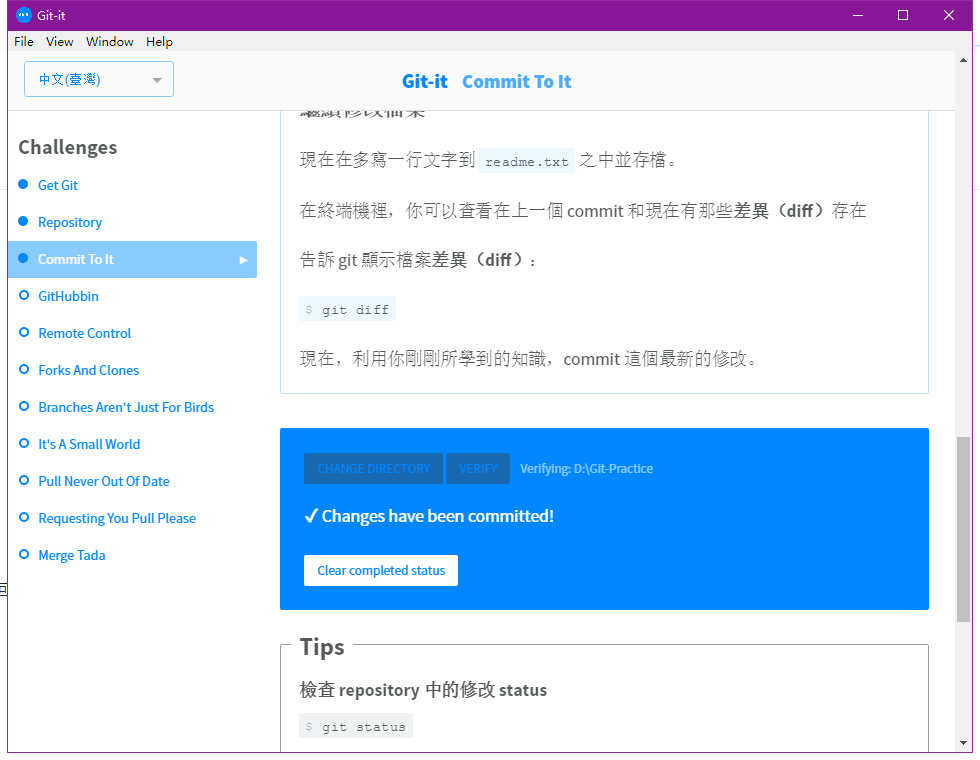 Git-it
File View Window Help
中文(臺灣)
Git-it Commit To It
Challenges
Get Git
Repository
Commit To It
GitHubbin
Remote Control
Forks And Clones
Branches Aren't Just For Birds
It's A Small World
Pull Never Out Of Date
Requesting You Pull Please
Merge Tada
繼續修改檔案
現在在多寫一行文字到 readme.txt 之中並存檔。
在終端機裡，你可以查看在上一個 commit 和現在有那些差異（diff）存在
告訴 git 顯示檔案差異（diff）：
$ git diff
現在，利用你剛剛所學到的知識，commit 這個最新的修改。
CHANGE DIRECTORY VERIFY Verifying: D:\Git-Practice
✓ Changes have been committed!
Clear completed status
Tips
檢查 repository 中的修改 status
$ git status